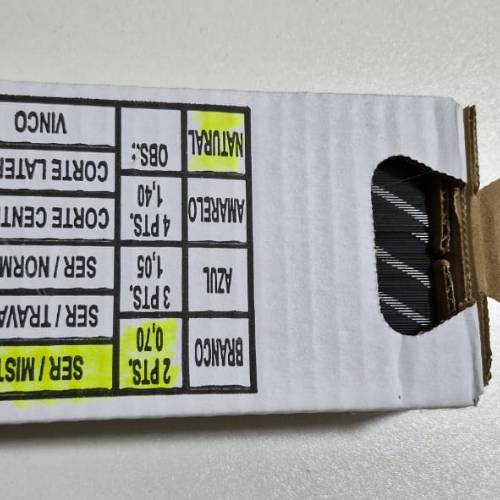 BRANCO
2 PTS.
0,70
SER / MIST
AZUL
3 PTS.
1,05
SER / TRAVA
SER / NORM
AMARELO
4 PTS.
1,40
CORTE CENT
NATURAL
OBS.:
CORTE LATER
VINCO